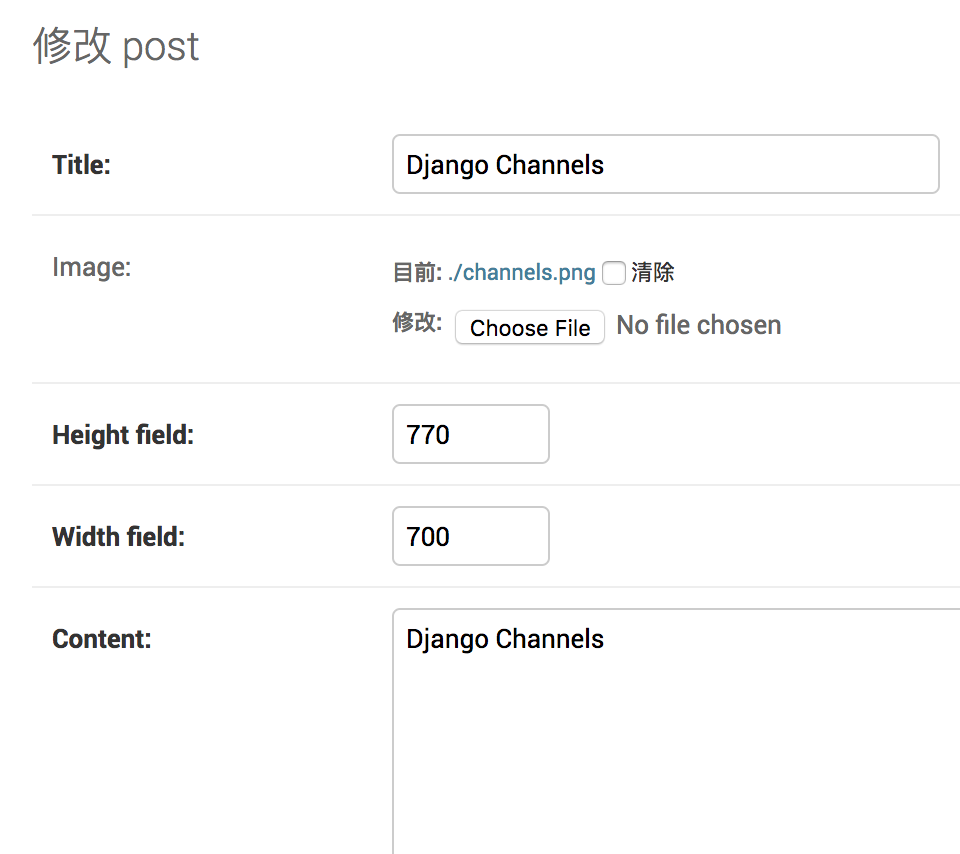 修改 post
Title: Django Channels
Image: 目前: ./channels.png 清除
修改: Choose File No file chosen
Height field: 770
Width field: 700
Content: Django Channels